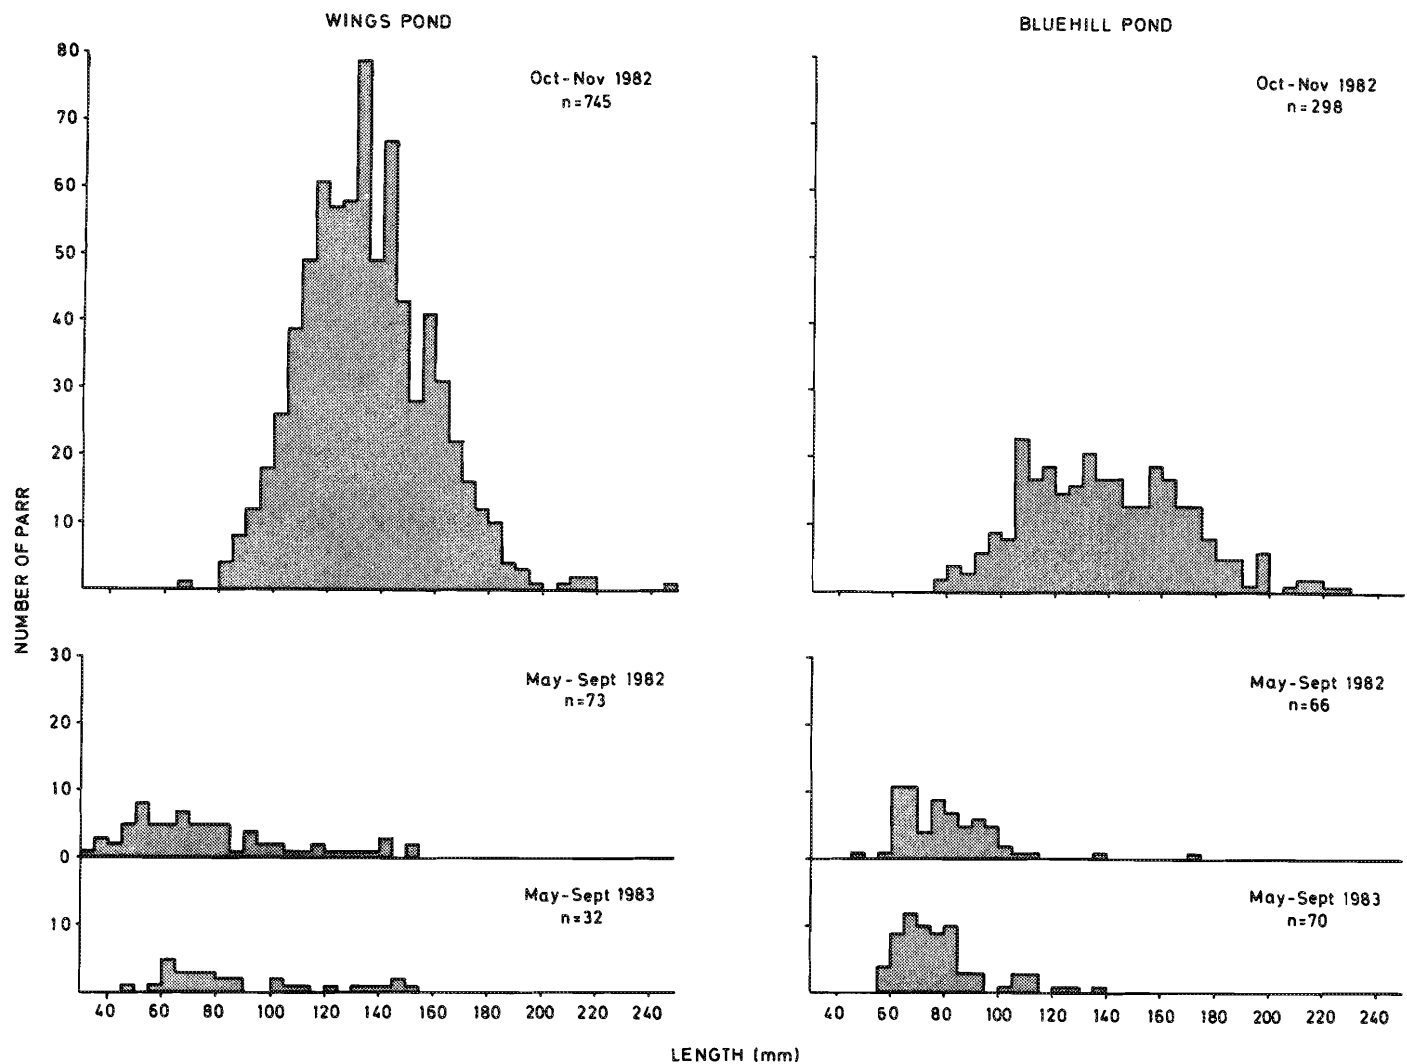 WINGS POND
BLUEHILL POND
80
70
60
50
40
30
20
10
Oct-Nov 1982
n=745
Oct-Nov 1982
n=298
NUMBER OF PARR
30
20
10
0
May-Sept 1982
n=73
May-Sept 1982
n=66
10
May-Sept 1983
n=32
May-Sept 1983
n=70
40 60 80 100 120 140 160 180 200 220 240
40 60 80 100 120 140 160 180 200 220 240
LENGTH (mm)